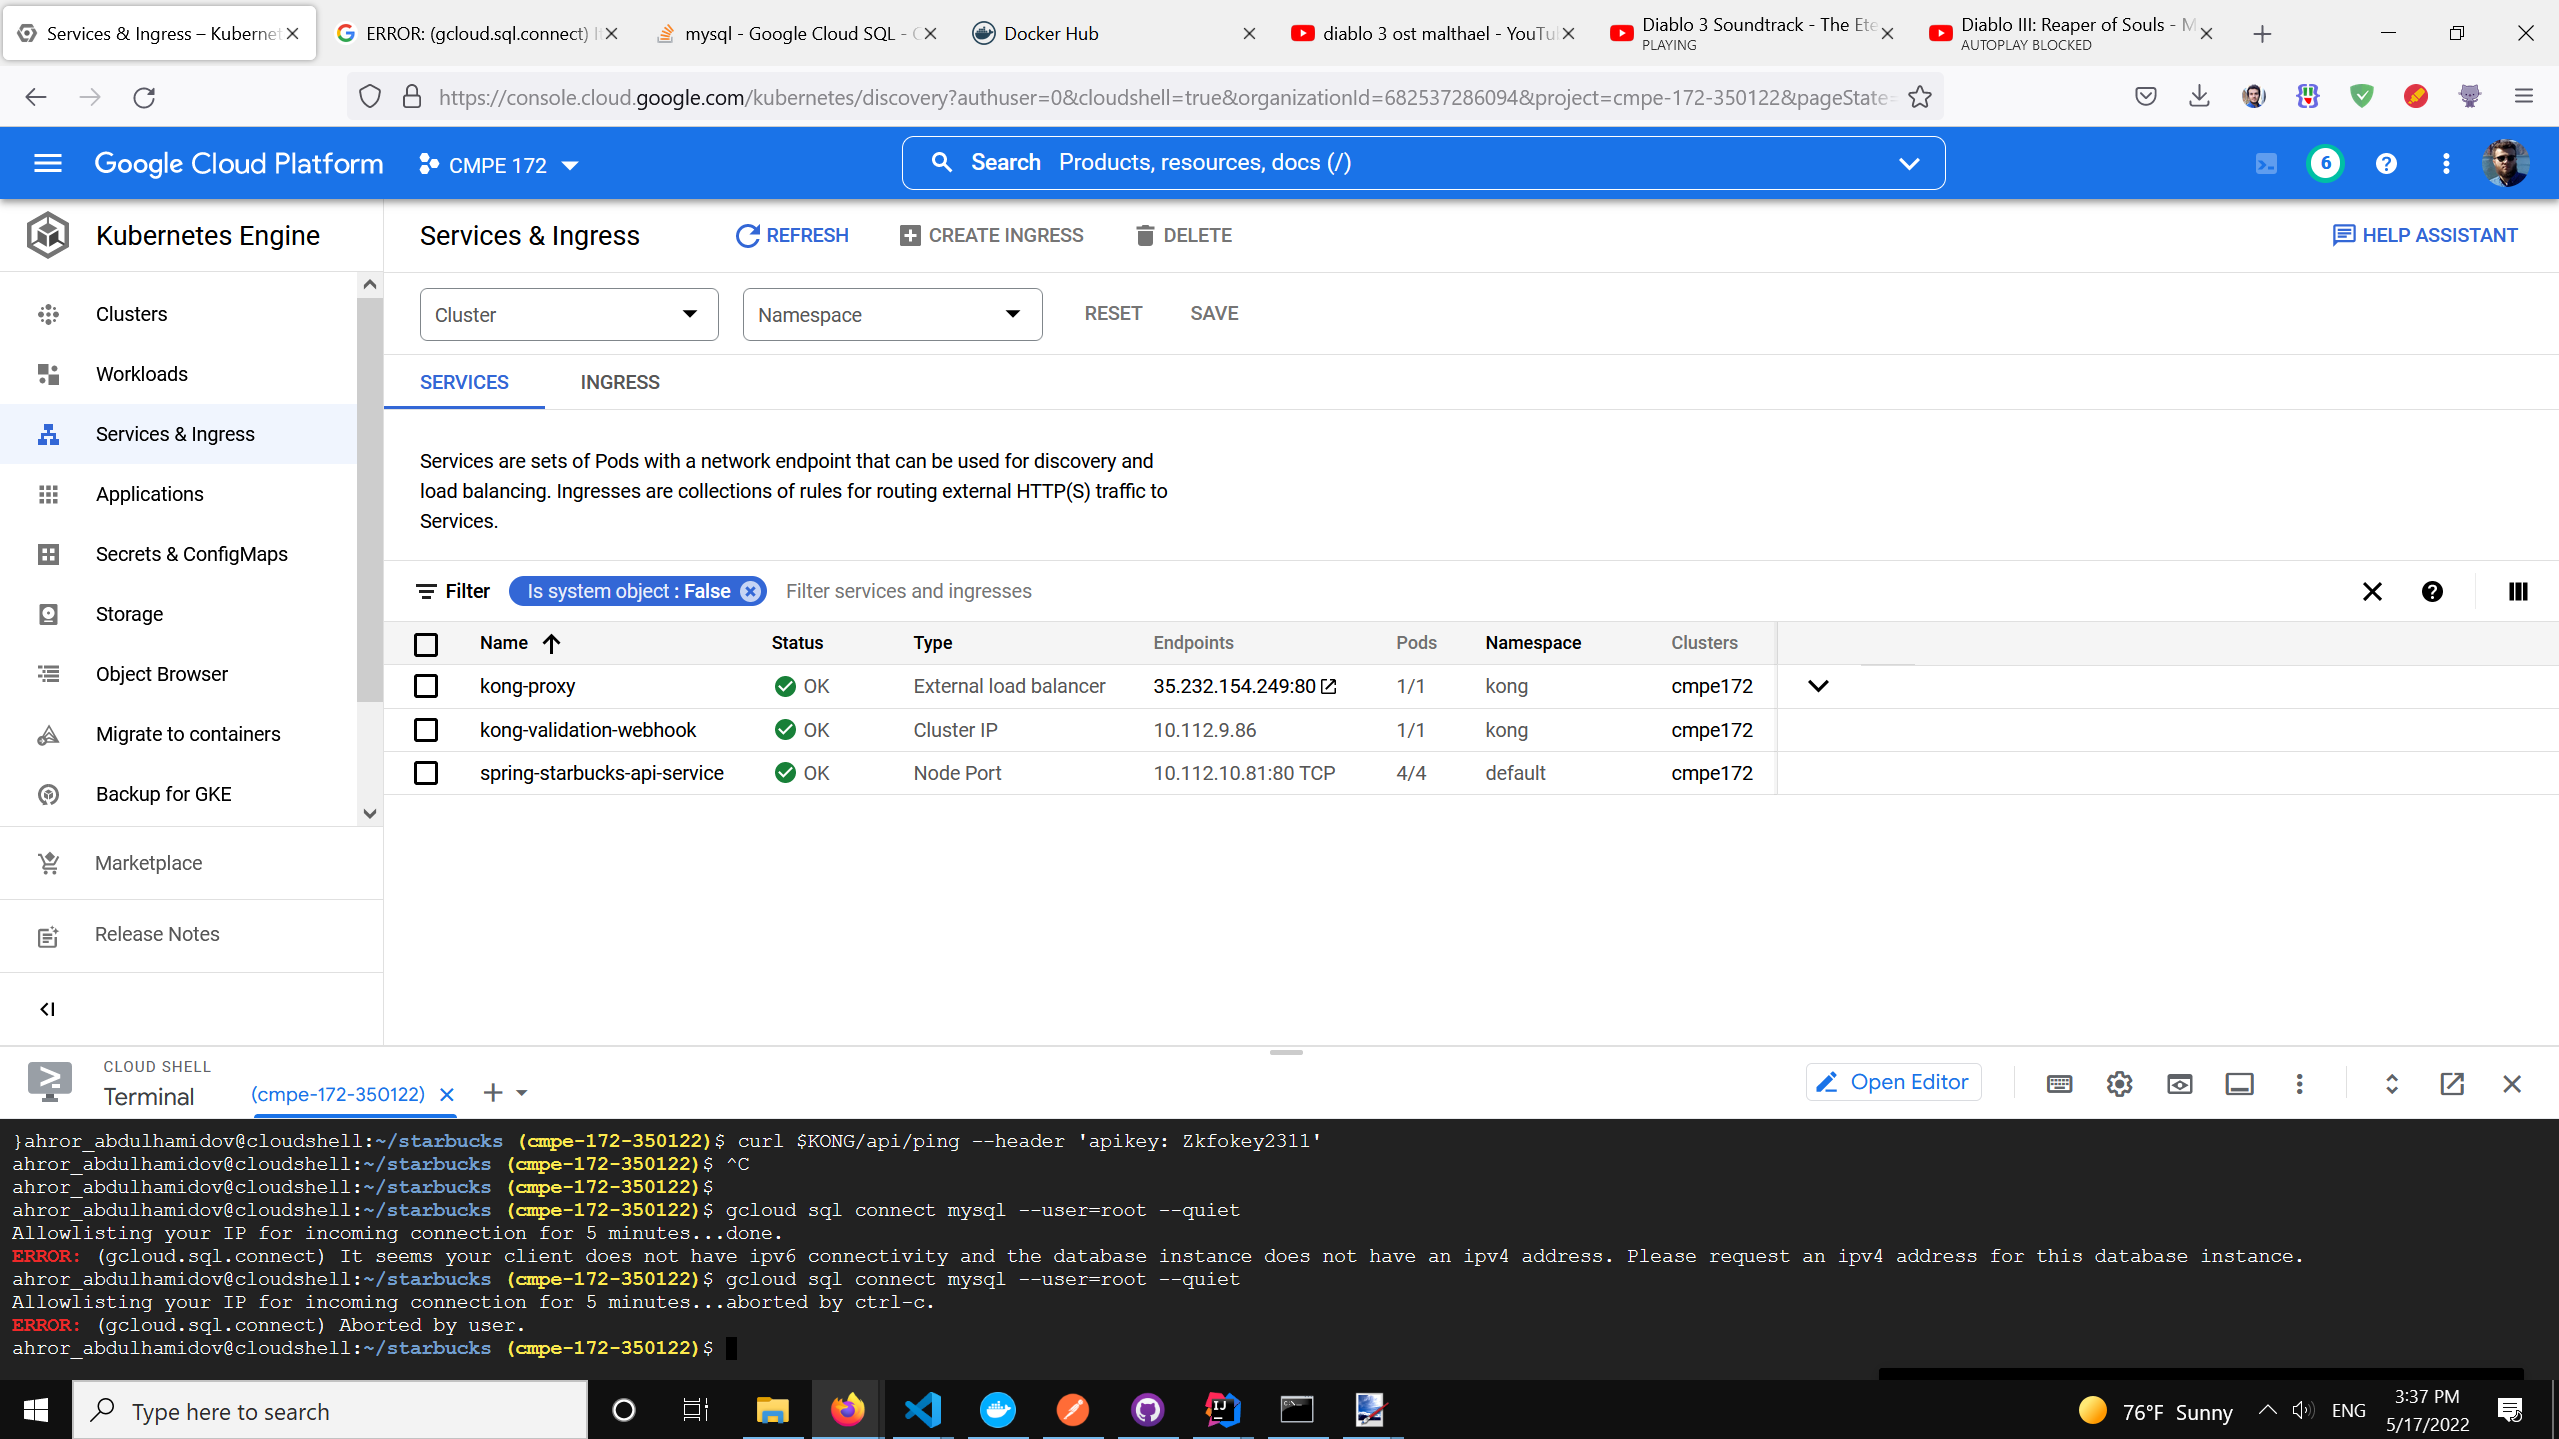 Services & Ingress – Kubernet
ERROR: (gcloud.sql.connect) It
mysql - Google Cloud SQL - C
Docker Hub
diablo 3 ost malthael - YouTu
Diablo 3 Soundtrack - The Ete
PLAYING
Diablo III: Reaper of Souls - M
AUTOPLAY BLOCKED
https://console.cloud.google.com/kubernetes/discovery?authuser=0&cloudshell=true&organizationId=682537286094&project=cmpe-172-350122&pageState=
Google Cloud Platform
CMPE 172
Search Products, resources, docs (/)
6
Kubernetes Engine
Services & Ingress
REFRESH
CREATE INGRESS
DELETE
HELP ASSISTANT
Clusters
Workloads
Services & Ingress
Applications
Secrets & ConfigMaps
Storage
Object Browser
Migrate to containers
Backup for GKE
Marketplace
Release Notes
Cluster
Namespace
RESET
SAVE
SERVICES
INGRESS
Services are sets of Pods with a network endpoint that can be used for discovery and
load balancing. Ingresses are collections of rules for routing external HTTP(S) traffic to
Services.
Filter Is system object : False Filter services and ingresses
Name Status Type Endpoints Pods Namespace Clusters
kong-proxy OK External load balancer 35.232.154.249:80 1/1 kong cmpe172
kong-validation-webhook OK Cluster IP 10.112.9.86 1/1 kong cmpe172
spring-starbucks-api-service OK Node Port 10.112.10.81:80 TCP 4/4 default cmpe172
CLOUD SHELL
Terminal
(cmpe-172-350122)
Open Editor
}ahror_abdulhamidov@cloudshell:~/starbucks (cmpe-172-350122)$ curl $KONG/api/ping --header 'apikey: Zkfokey2311'
ahror_abdulhamidov@cloudshell:~/starbucks (cmpe-172-350122)$ ^C
ahror_abdulhamidov@cloudshell:~/starbucks (cmpe-172-350122)$
ahror_abdulhamidov@cloudshell:~/starbucks (cmpe-172-350122)$ gcloud sql connect mysql --user=root --quiet
Allowlisting your IP for incoming connection for 5 minutes...done.
ERROR: (gcloud.sql.connect) It seems your client does not have ipv6 connectivity and the database instance does not have an ipv4 address. Please request an ipv4 address for this database instance.
ahror_abdulhamidov@cloudshell:~/starbucks (cmpe-172-350122)$ gcloud sql connect mysql --user=root --quiet
Allowlisting your IP for incoming connection for 5 minutes...aborted by ctrl-c.
ERROR: (gcloud.sql.connect) Aborted by user.
ahror_abdulhamidov@cloudshell:~/starbucks (cmpe-172-350122)$
Type here to search
76°F Sunny
ENG
3:37 PM
5/17/2022